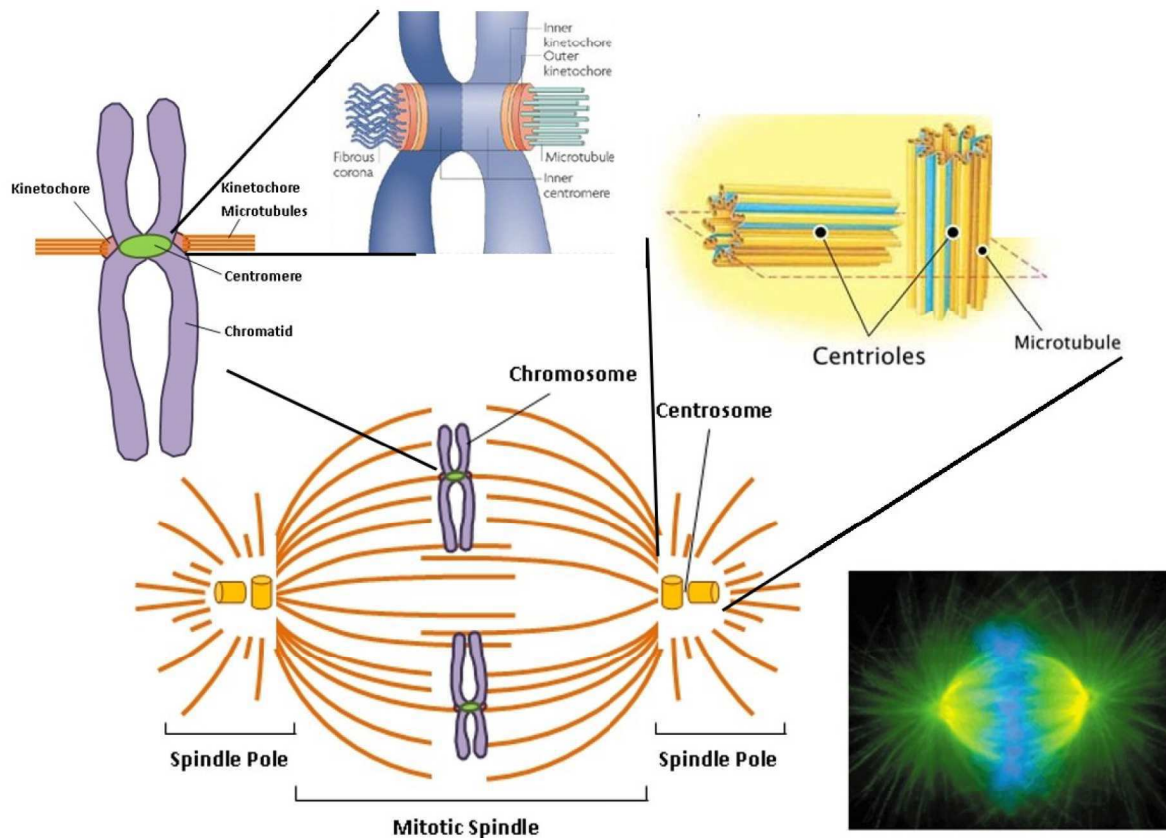 Inner
kinetochore
Outer
kinetochore
Fibrous
corona
Microtubule
Inner
centromere
Kinetochore
Kinetochore
Microtubules
Centromere
Chromatid
Centrioles
Microtubule
Chromosome
Centrosome
Spindle Pole
Spindle Pole
Mitotic Spindle